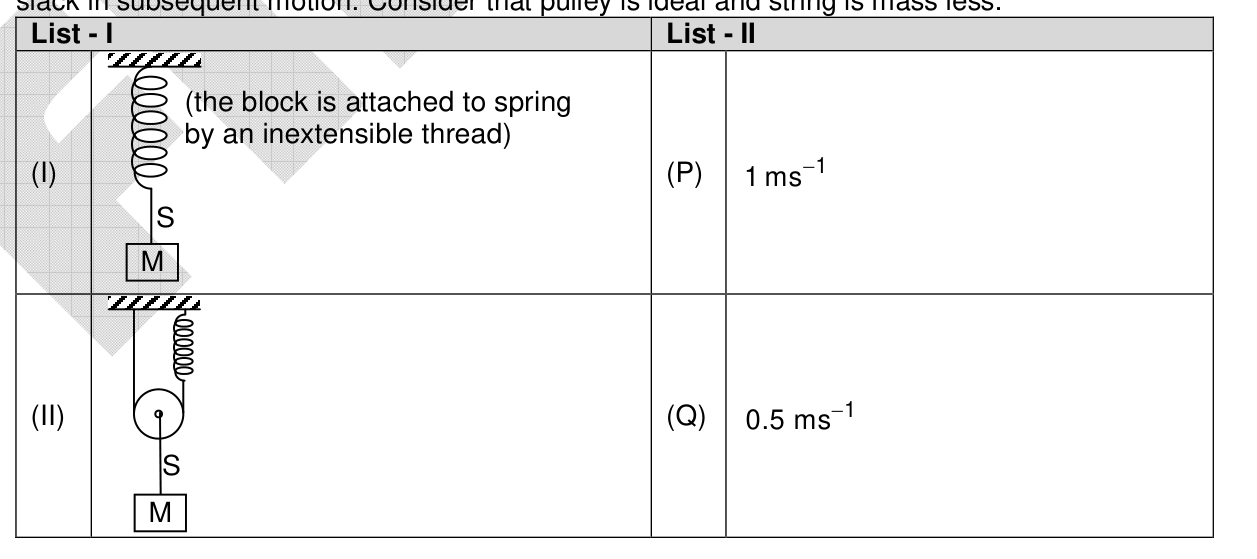 slack in subsequent motion. Consider that pulley is ideal and string is mass less.
List - I List - II
(I) (the block is attached to spring
by an inextensible thread)
S
M
(P) 1 ms⁻¹
(II)
S
M
(Q) 0.5 ms⁻¹